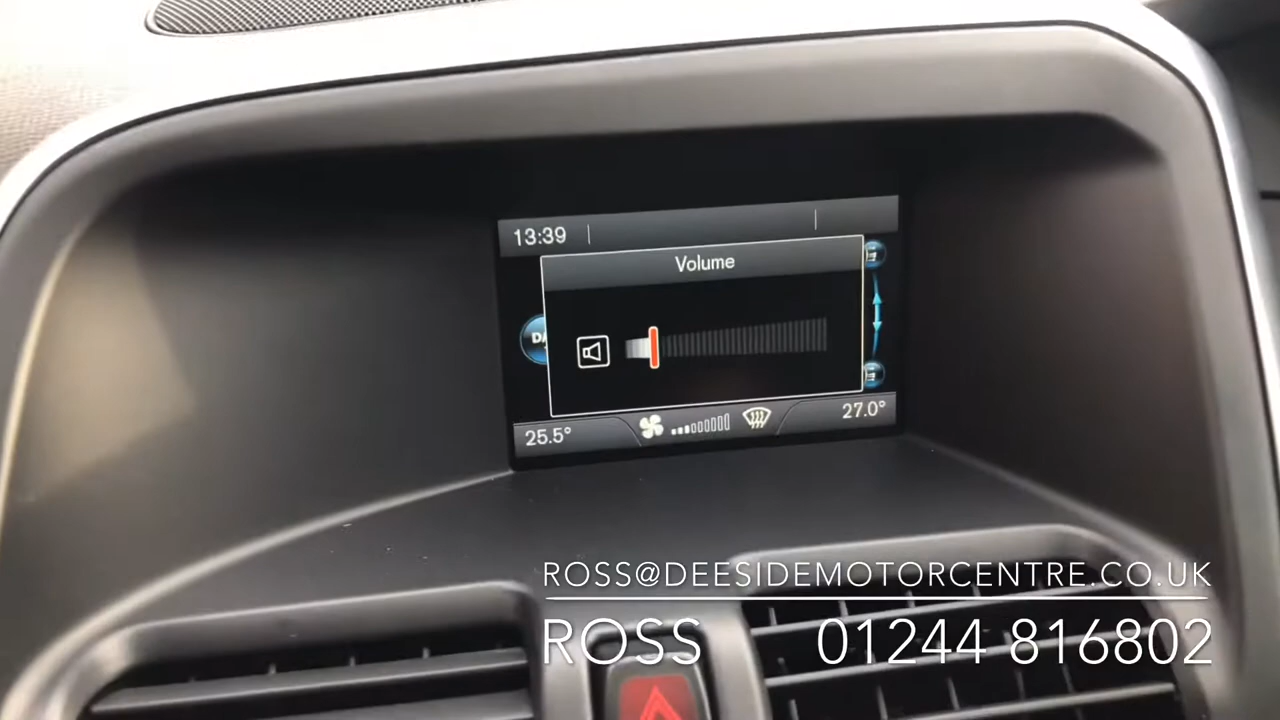 13:39
Volume
25.5°
27.0°
ROSS@DEESIDEMOTORCENTRE.CO.UK
ROSS 01244 816802